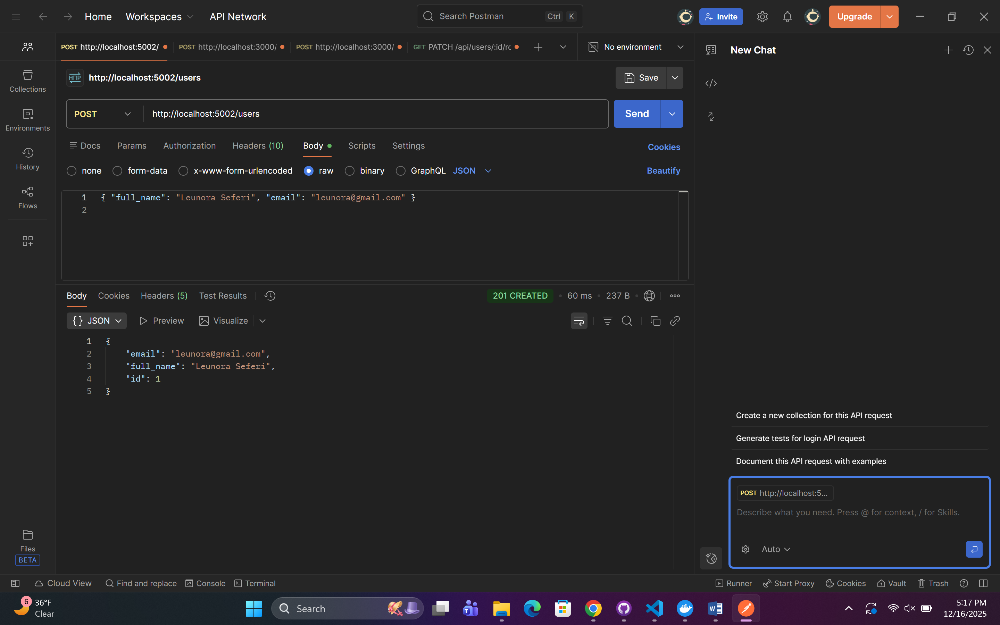 Home Workspaces API Network Search Postman Ctrl K Invite Upgrade
POST http://localhost:5002/ POST http://localhost:3000/ POST http://localhost:3000/ GET PATCH /api/users/:id/rc No environment New Chat
HTTP http://localhost:5002/users Save
Collections
POST http://localhost:5002/users Send
Environments
Docs Params Authorization Headers (10) Body Scripts Settings Cookies
History
none form-data x-www-form-urlencoded raw binary GraphQL JSON Beautify
Flows
1 { "full_name": "Leunora Seferi", "email": "leunora@gmail.com" }
2
Body Cookies Headers (5) Test Results 201 CREATED 60 ms 237 B
{} JSON Preview Visualize
1 {
2 "email": "leunora@gmail.com",
3 "full_name": "Leunora Seferi",
4 "id": 1
5 }
Create a new collection for this API request
Generate tests for login API request
Document this API request with examples
POST http://localhost:5...
Describe what you need. Press @ for context, / for Skills.
Auto
Files
BETA
Cloud View Find and replace Console Terminal Runner Start Proxy Cookies Vault Trash
6 36°F
Clear
Search
5:17 PM
12/16/2025